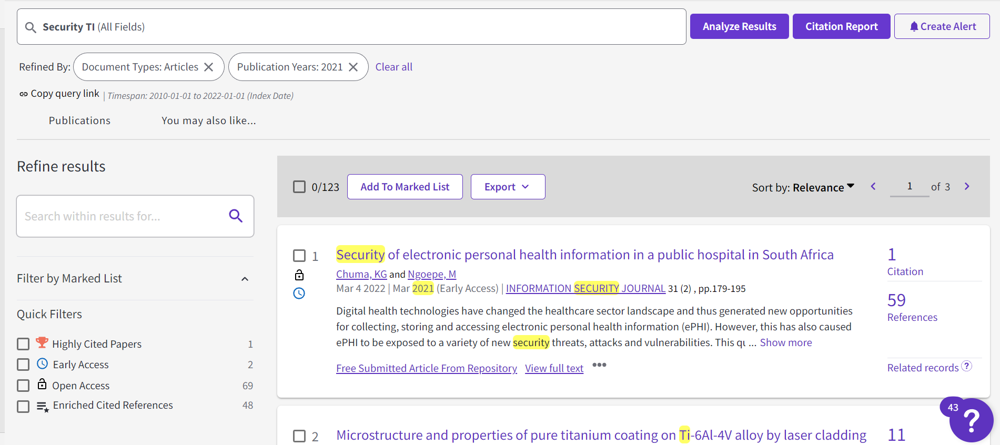 Security TI (All Fields)
Analyze Results
Citation Report
Create Alert
Refined By: Document Types: Articles Publication Years: 2021 Clear all
Copy query link | Timespan: 2010-01-01 to 2022-01-01 (Index Date)
Publications You may also like...
Refine results
Search within results for...
Filter by Marked List
Quick Filters
Highly Cited Papers 1
Early Access 2
Open Access 69
Enriched Cited References 48
0/123 Add To Marked List Export Sort by: Relevance 1 of 3
1 Security of electronic personal health information in a public hospital in South Africa
Chuma, KG and Ngoepe, M
Mar 4 2022 | Mar 2021 (Early Access) | INFORMATION SECURITY JOURNAL 31 (2) , pp.179-195
Digital health technologies have changed the healthcare sector landscape and thus generated new opportunities
for collecting, storing and accessing electronic personal health information (ePHI). However, this has also caused
ePHI to be exposed to a variety of new security threats, attacks and vulnerabilities. This qu ... Show more
Free Submitted Article From Repository View full text •••
1
Citation
59
References
Related records ?
2 Microstructure and properties of pure titanium coating on Ti-6Al-4V alloy by laser cladding
11
43
?